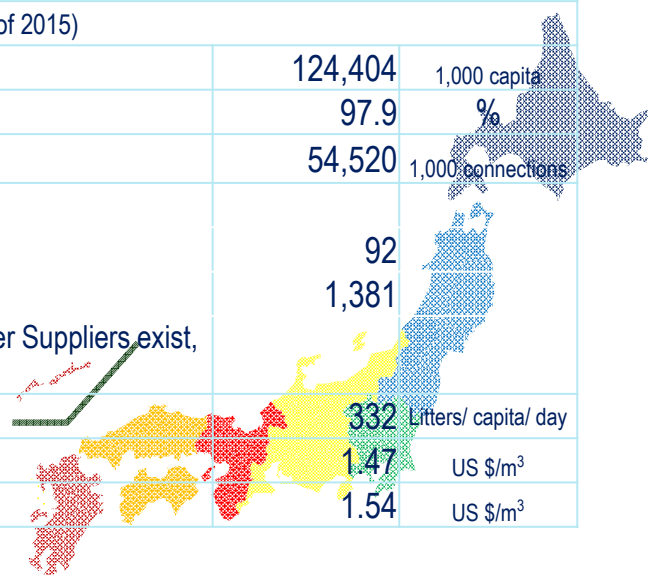 of 2015)
124,404 1,000 capita
97.9 %
54,520 1,000 connections
92
1,381
er Suppliers exist,
332 Litters/ capita/ day
1.47 US $/m³
1.54 US $/m³